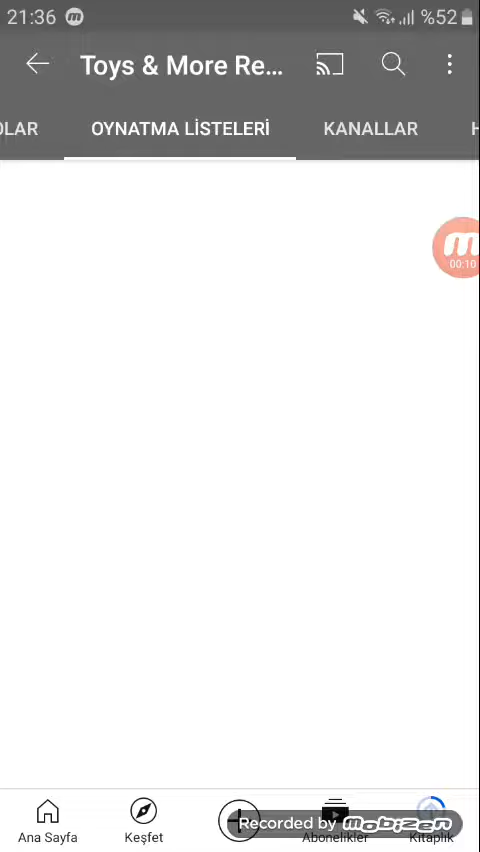 21:36 %52
Toys & More Re...
OLAR OYNATMA LİSTELERİ KANALLAR H
00:10
Ana Sayfa Keşfet Abonelikler Kitaplık
Recorded by mobizen